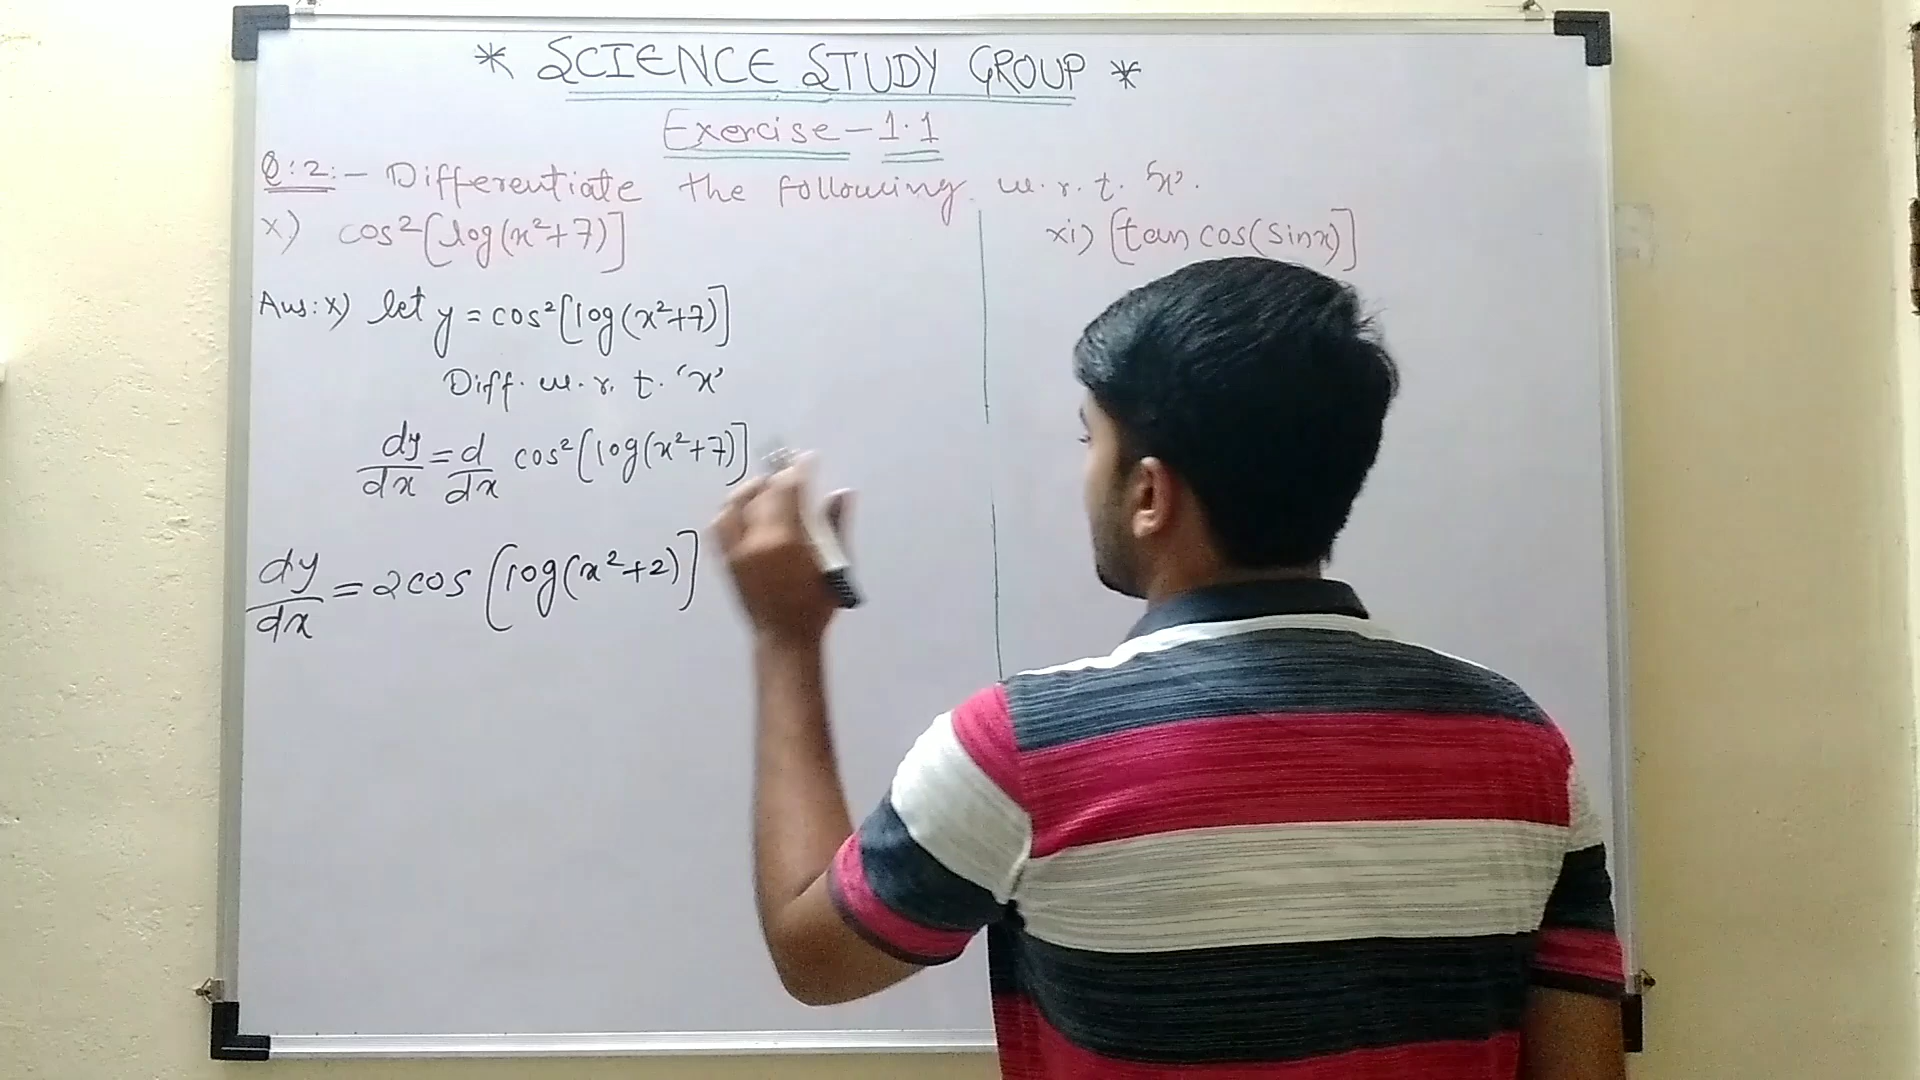 * SCIENCE STUDY GROUP *
Exercise - 1.1
Q:2:- Differentiate the following w.r.t. 'x'.
x) cos²[log(x²+7)]
xi) [tan cos(sinx)]
Ans: x) let y = cos²[log(x²+7)]
Diff. w.r.t. 'x'
dy/dx = d/dx cos²[log(x²+7)]
dy/dx = 2cos [log(x²+2)]